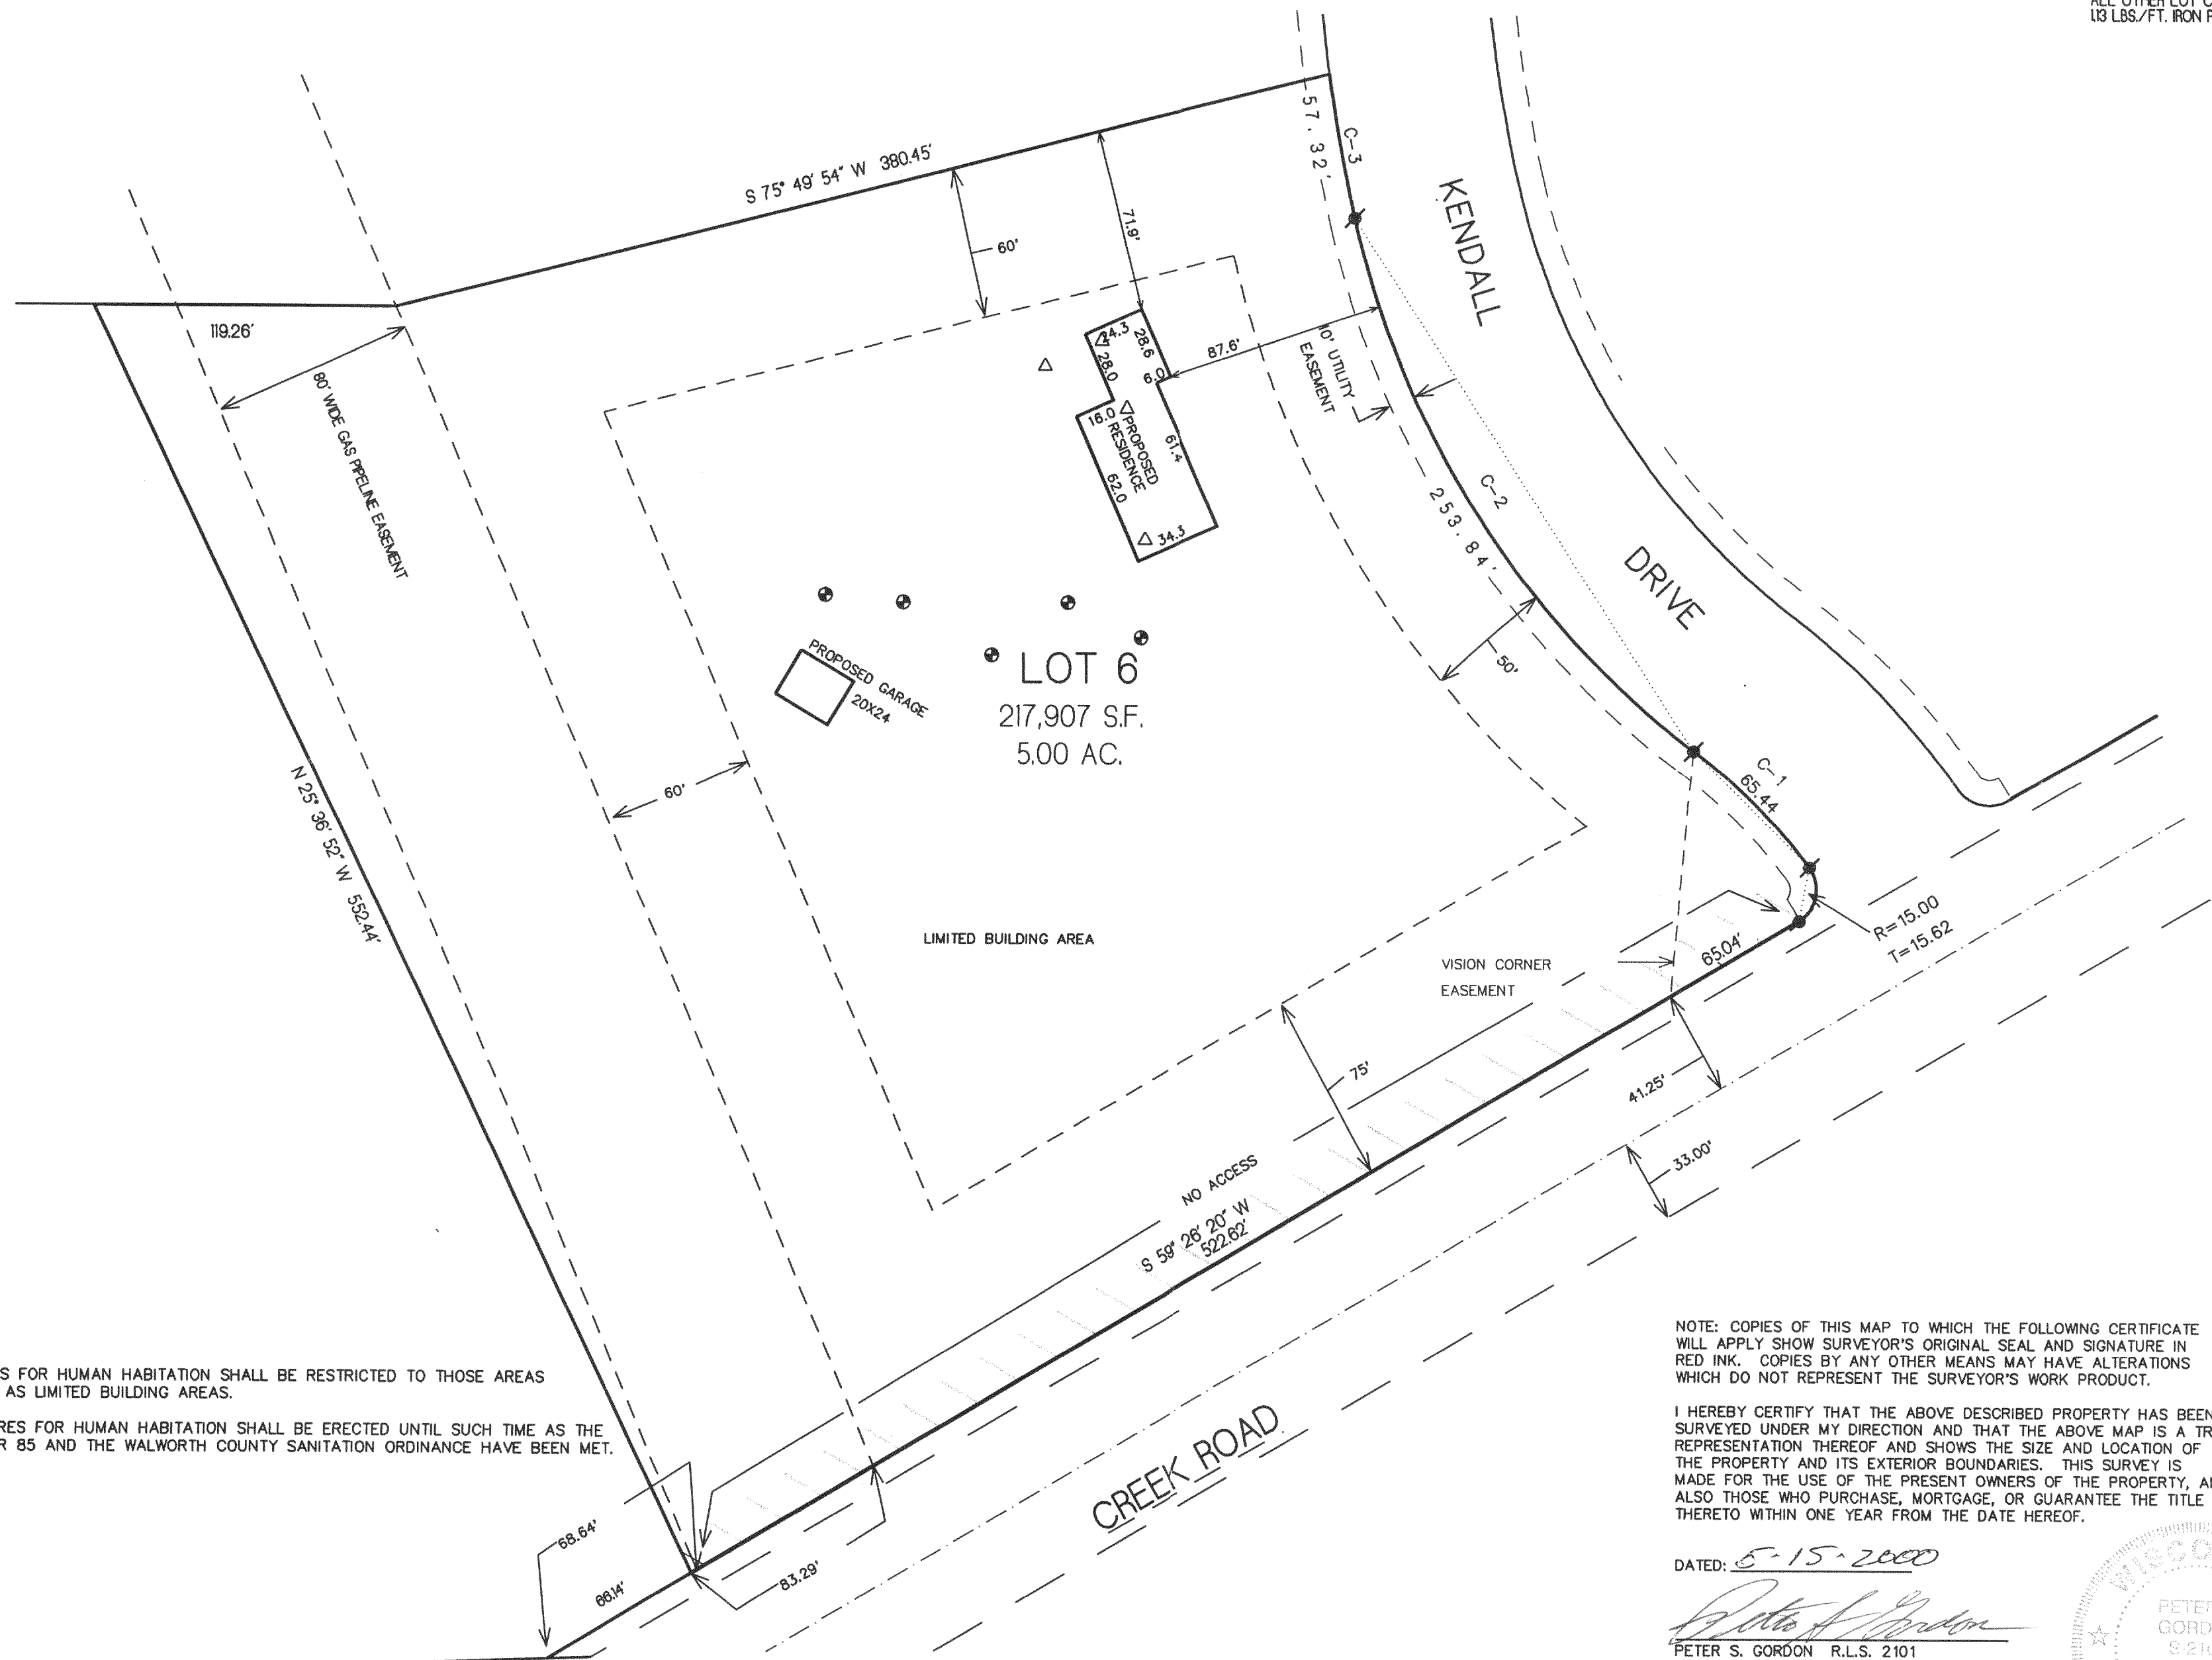 1.13 LBS./FT. IRON
S 75° 49' 54" W 380.45'
57.32'
C-3
KENDALL
DRIVE
119.26'
80' WIDE GAS PIPELINE EASEMENT
60'
71.9'
24.3
28.6
28.0
6.0
87.6'
10' UTILITY
EASEMENT
16.0
PROPOSED
RESIDENCE
61.4
62.0
34.3
C-2
253.84'
50'
PROPOSED GARAGE
20X24
LOT 6
217,907 S.F.
5.00 AC.
60'
N 25° 36' 52" W 552.44'
C-1
65.44
R=15.00
T=15.62
LIMITED BUILDING AREA
VISION CORNER
EASEMENT
65.04'
75'
41.25'
33.00'
NO ACCESS
S 59° 26' 20" W
522.62'
CREEK ROAD
68.64'
66.14'
83.29'
S FOR HUMAN HABITATION SHALL BE RESTRICTED TO THOSE AREAS
AS LIMITED BUILDING AREAS.
RES FOR HUMAN HABITATION SHALL BE ERECTED UNTIL SUCH TIME AS THE
R 85 AND THE WALWORTH COUNTY SANITATION ORDINANCE HAVE BEEN MET.
NOTE: COPIES OF THIS MAP TO WHICH THE FOLLOWING CERTIFICATE
WILL APPLY SHOW SURVEYOR'S ORIGINAL SEAL AND SIGNATURE IN
RED INK. COPIES BY ANY OTHER MEANS MAY HAVE ALTERATIONS
WHICH DO NOT REPRESENT THE SURVEYOR'S WORK PRODUCT.
I HEREBY CERTIFY THAT THE ABOVE DESCRIBED PROPERTY HAS BEEN
SURVEYED UNDER MY DIRECTION AND THAT THE ABOVE MAP IS A TR
REPRESENTATION THEREOF AND SHOWS THE SIZE AND LOCATION OF
THE PROPERTY AND ITS EXTERIOR BOUNDARIES. THIS SURVEY IS
MADE FOR THE USE OF THE PRESENT OWNERS OF THE PROPERTY, A
ALSO THOSE WHO PURCHASE, MORTGAGE, OR GUARANTEE THE TITLE
THERETO WITHIN ONE YEAR FROM THE DATE HEREOF.
DATED: 5-15-2000
Peter S Gordon
PETER S. GORDON R.L.S. 2101
WISCO
PETER
GORD
S-210